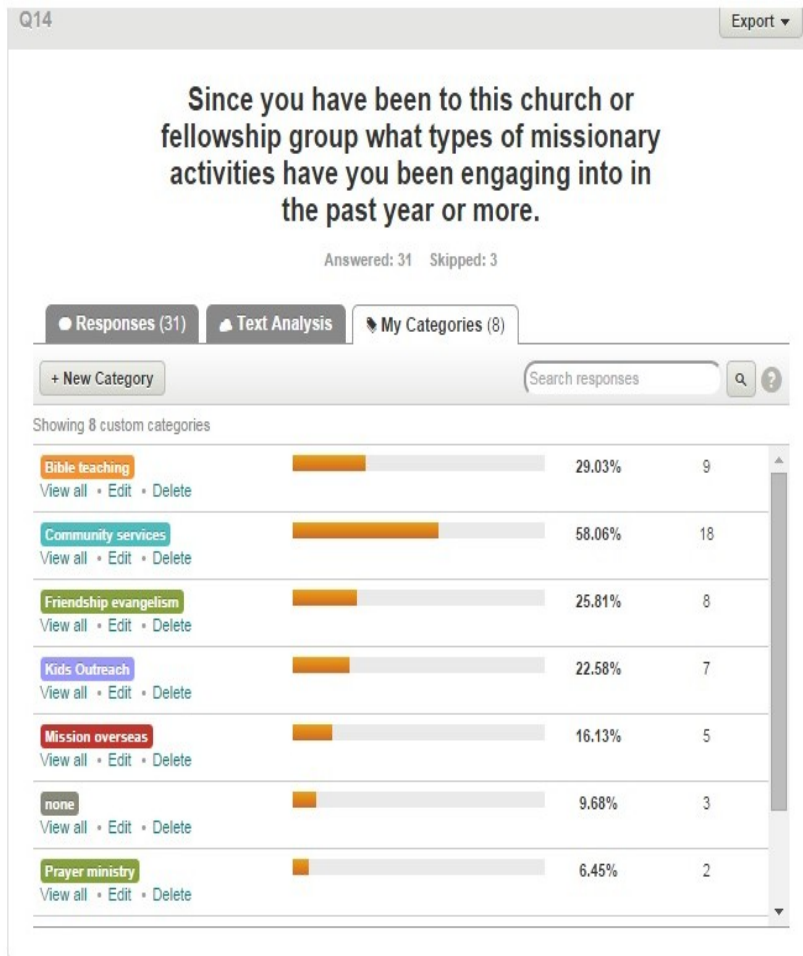 Q14
Export
Since you have been to this church or
fellowship group what types of missionary
activities have you been engaging into in
the past year or more.
Answered: 31 Skipped: 3
Responses (31) Text Analysis My Categories (8)
+ New Category Search responses ?
Showing 8 custom categories
Bible teaching 29.03% 9
View all • Edit • Delete
Community services 58.06% 18
View all • Edit • Delete
Friendship evangelism 25.81% 8
View all • Edit • Delete
Kids Outreach 22.58% 7
View all • Edit • Delete
Mission overseas 16.13% 5
View all • Edit • Delete
none 9.68% 3
View all • Edit • Delete
Prayer ministry 6.45% 2
View all • Edit • Delete